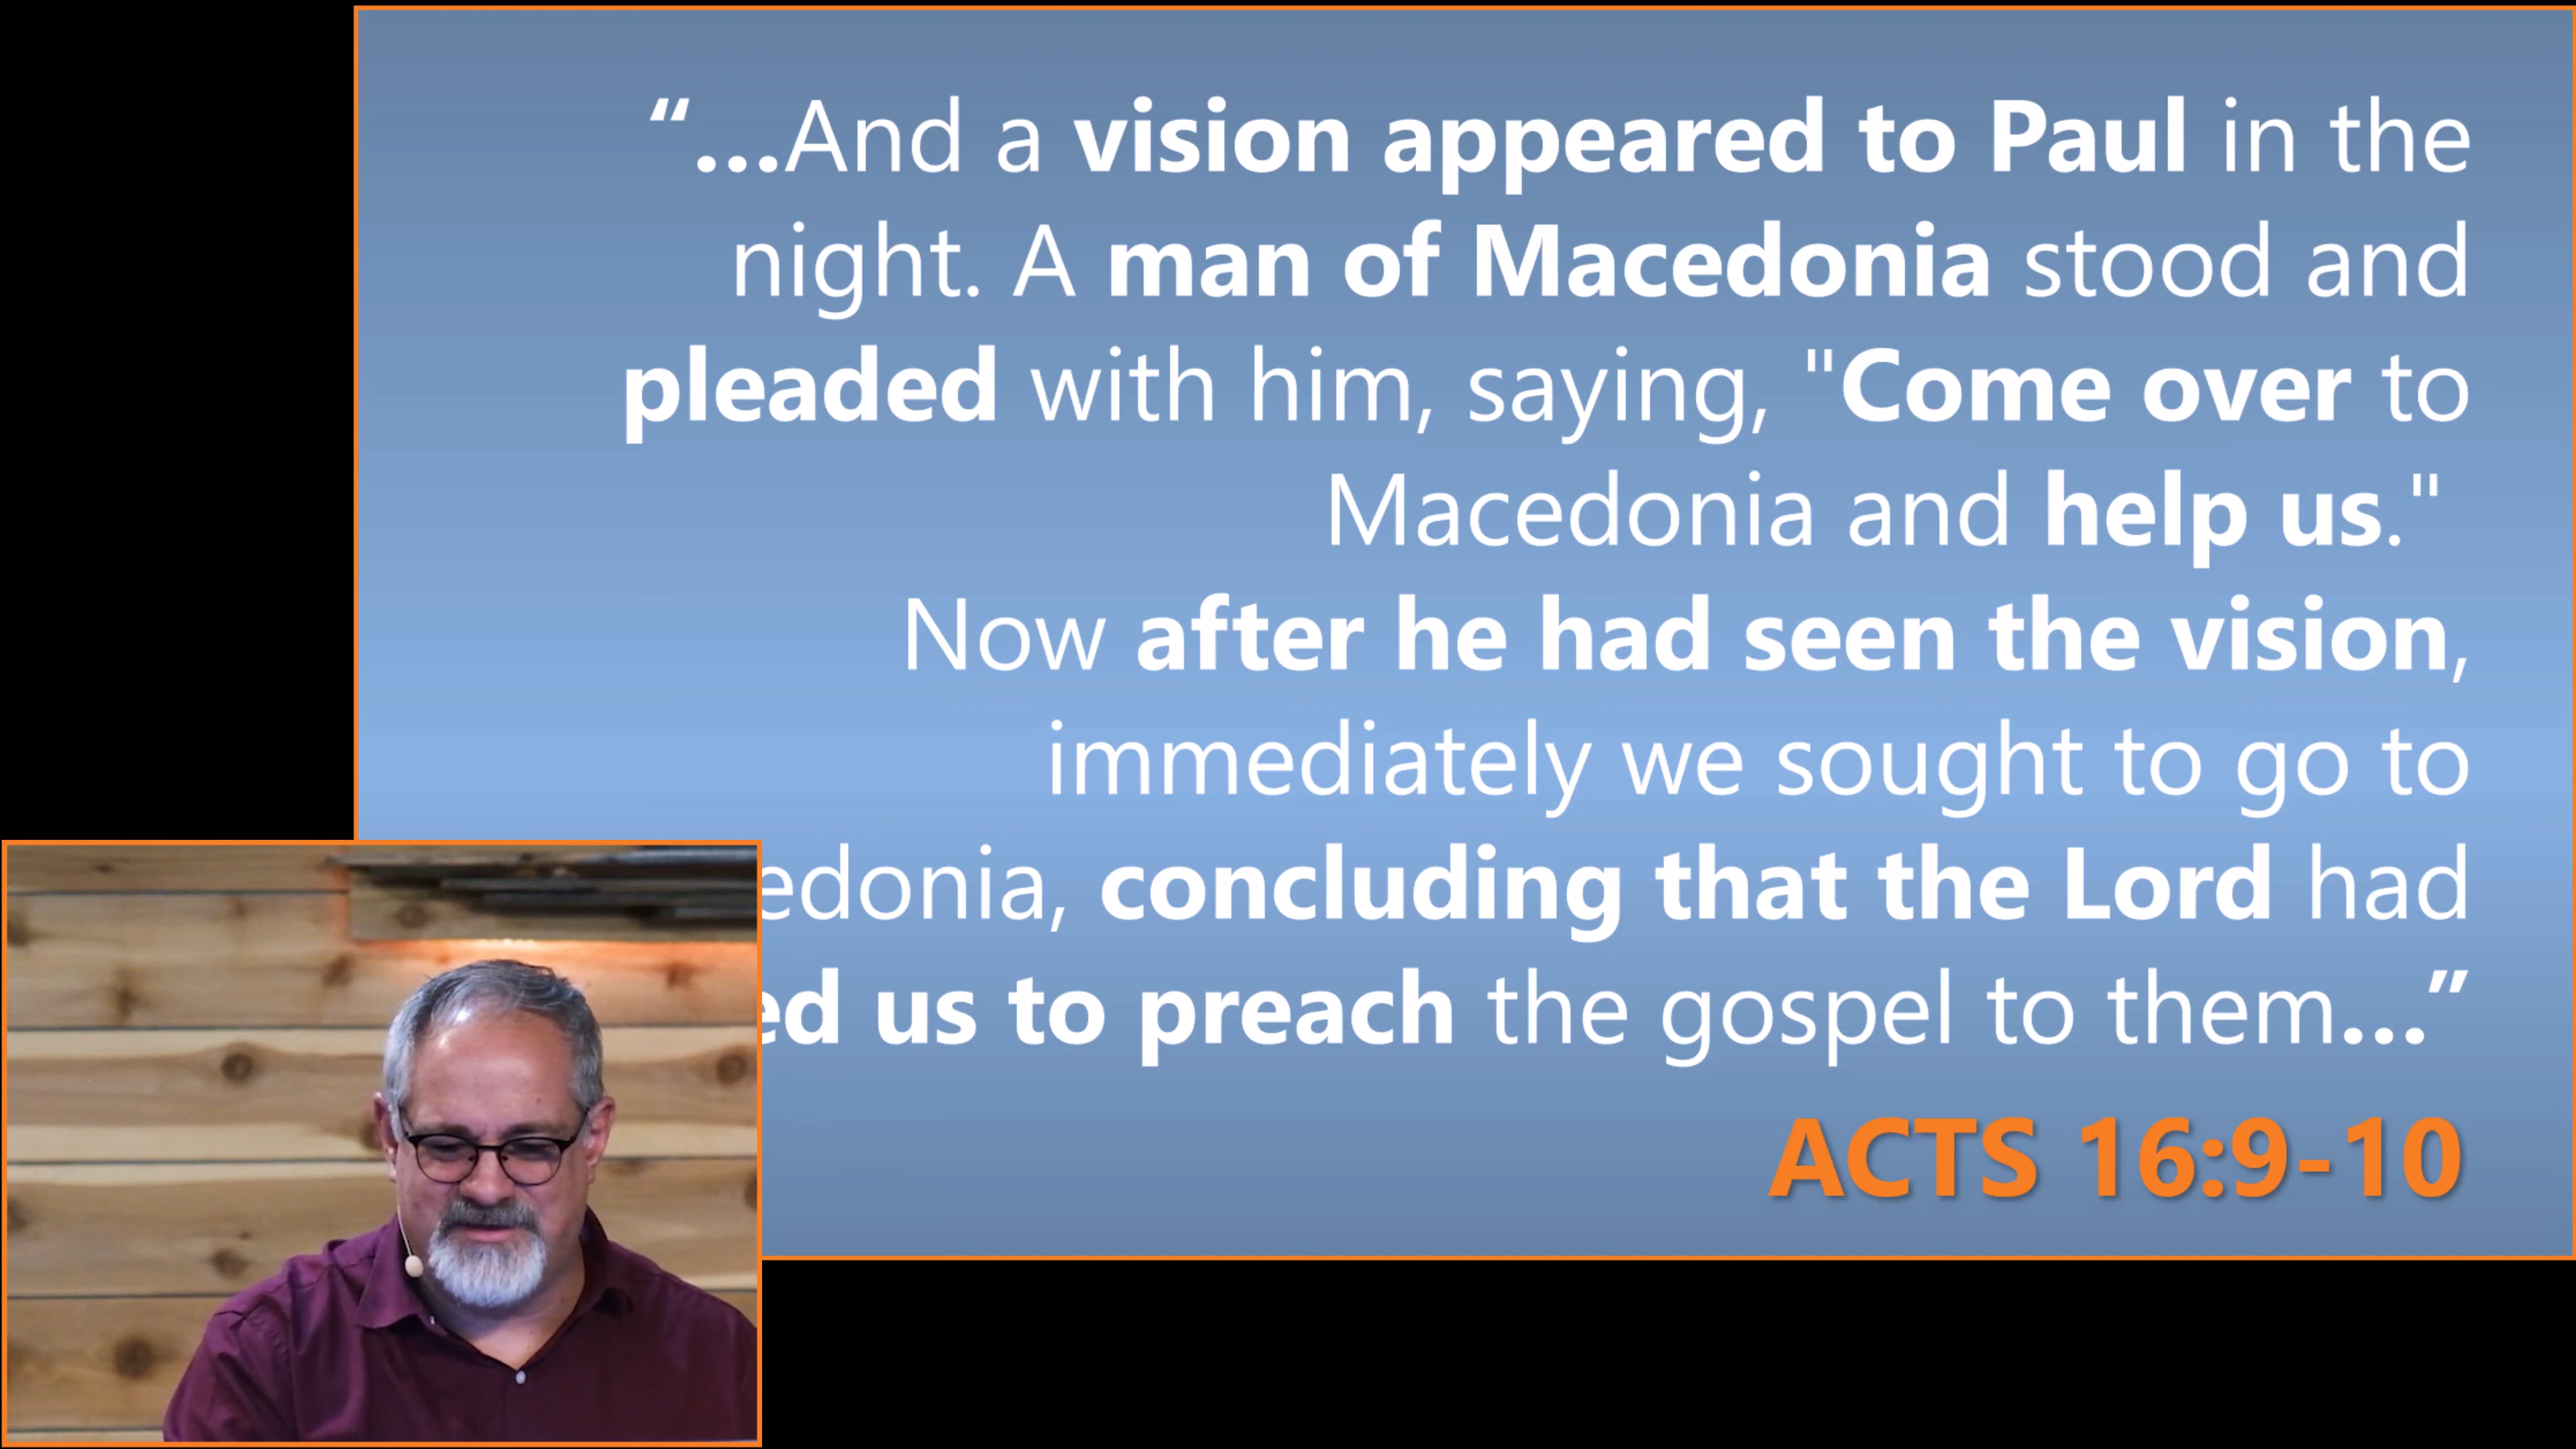 “...And a vision appeared to Paul in the
night. A man of Macedonia stood and
pleaded with him, saying, "Come over to
Macedonia and help us."
Now after he had seen the vision,
immediately we sought to go to
edonia, concluding that the Lord had
ed us to preach the gospel to them...”
ACTS 16:9-10